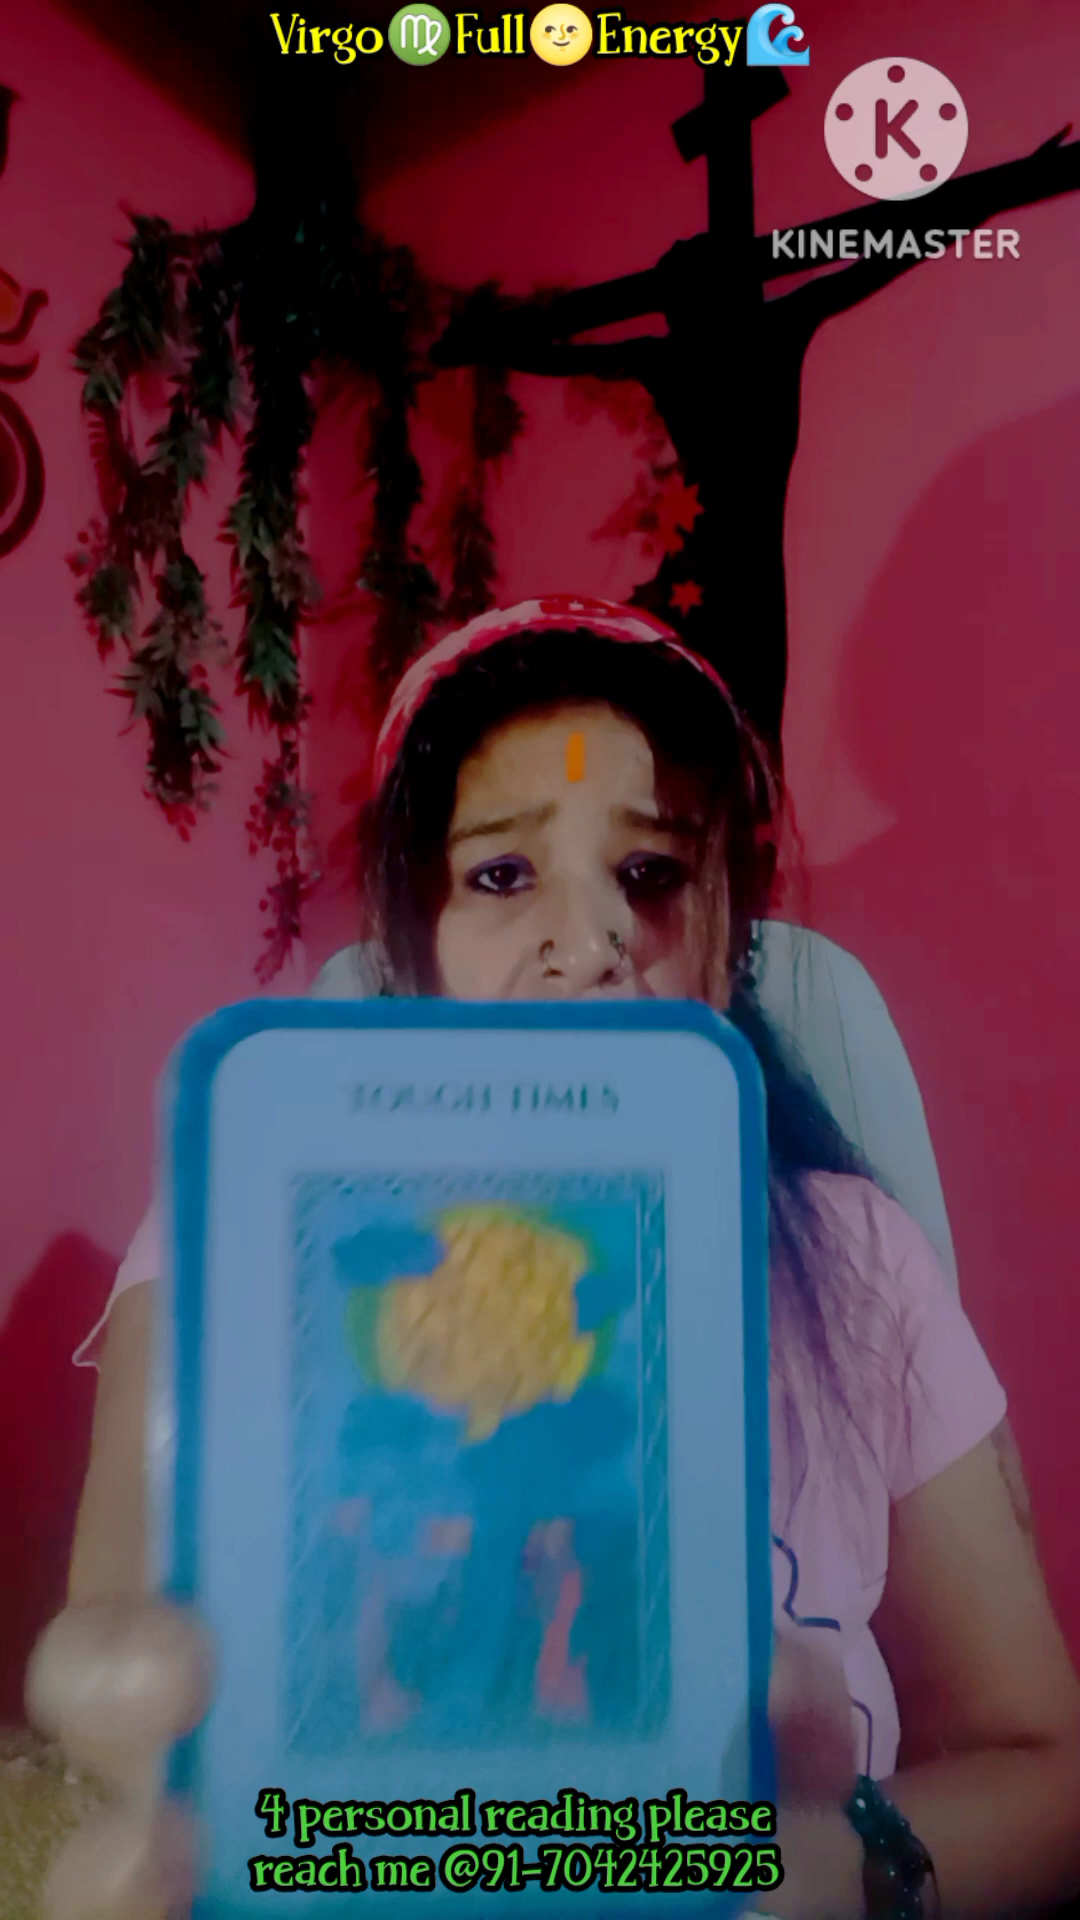 Virgo♍Full🌝Energy🌊
KINEMASTER
TOUGH TIMES
4 personal reading please
reach me @91-7042425925